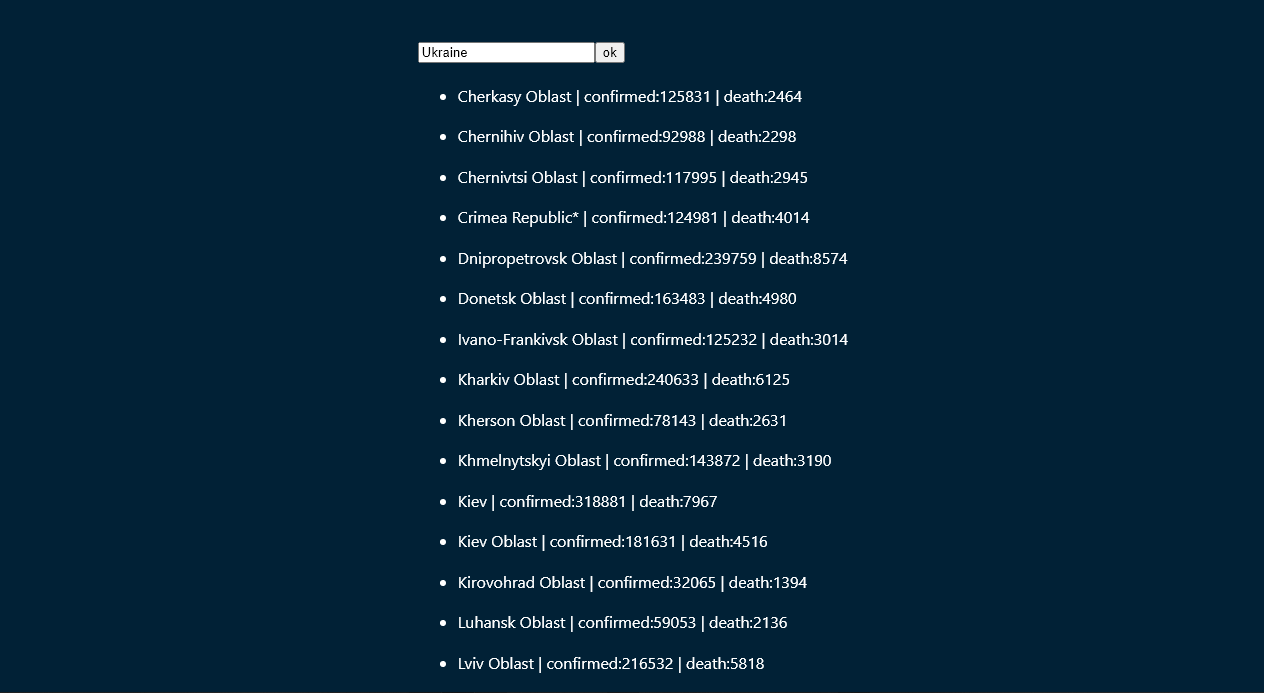 Ukraine ok
Cherkasy Oblast | confirmed:125831 | death:2464
Chernihiv Oblast | confirmed:92988 | death:2298
Chernivtsi Oblast | confirmed:117995 | death:2945
Crimea Republic* | confirmed:124981 | death:4014
Dnipropetrovsk Oblast | confirmed:239759 | death:8574
Donetsk Oblast | confirmed:163483 | death:4980
Ivano-Frankivsk Oblast | confirmed:125232 | death:3014
Kharkiv Oblast | confirmed:240633 | death:6125
Kherson Oblast | confirmed:78143 | death:2631
Khmelnytskyi Oblast | confirmed:143872 | death:3190
Kiev | confirmed:318881 | death:7967
Kiev Oblast | confirmed:181631 | death:4516
Kirovohrad Oblast | confirmed:32065 | death:1394
Luhansk Oblast | confirmed:59053 | death:2136
Lviv Oblast | confirmed:216532 | death:5818